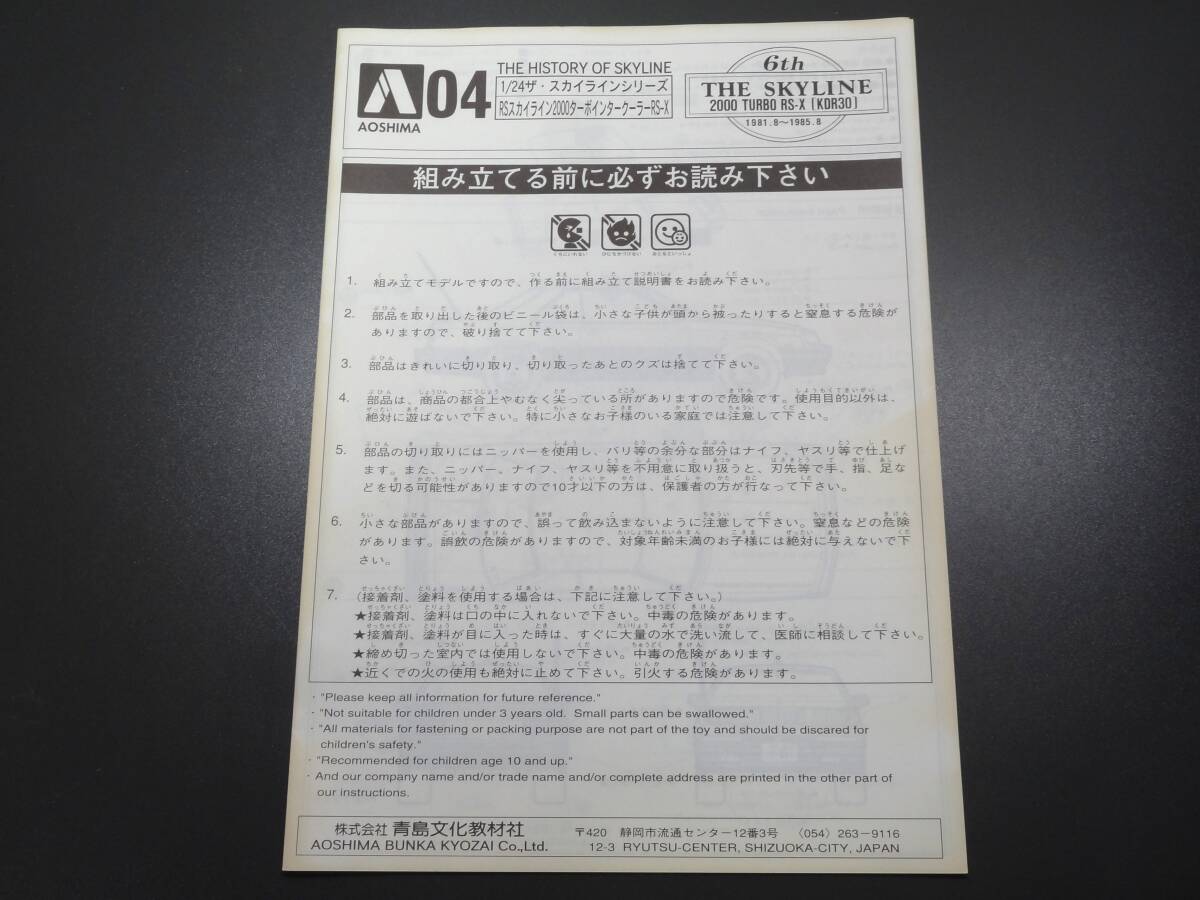 AOSHIMA
04
THE HISTORY OF SKYLINE
1/24ザ・スカイラインシリーズ
RSスカイライン2000ターボインタークーラーRS-X
6th
THE SKYLINE
2000 TURBO RS-X [KDR30]
1981.8〜1985.8
組み立てる前に必ずお読み下さい
くちにいれない
ひにちかづけない
おとなといっしょ
1. 組み立てモデルですので、作る前に組み立て説明書をお読み下さい。
2. 部品を取り出した後のビニール袋は、小さな子供が頭から被ったりすると窒息する危険が
ありますので、破り捨てて下さい。
3. 部品はきれいに切り取り、切り取ったあとのクズは捨てて下さい。
4. 部品は、商品の都合上やむなく尖っている所がありますので危険です。使用目的以外は、
絶対に遊ばないで下さい。特に小さなお子様のいる家庭では注意して下さい。
5. 部品の切り取りにはニッパーを使用し、バリ等の余分な部分はナイフ、ヤスリ等で仕上げ
ます。また、ニッパー、ナイフ、ヤスリ等を不用意に取り扱うと、刃先等で手、指、足な
どを切る可能性がありますので10才以下の方は、保護者の方が行なって下さい。
6. 小さな部品がありますので、誤って飲み込まないように注意して下さい。窒息などの危険
があります。誤飲の危険がありますので、対象年齢未満のお子様には絶対に与えないで下
さい。
7. (接着剤、塗料を使用する場合は、下記に注意して下さい。)
★接着剤、塗料は口の中に入れないで下さい。中毒の危険があります。
★接着剤、塗料が目に入った時は、すぐに大量の水で洗い流して、医師に相談して下さい。
★締め切った室内では使用しないで下さい。中毒の危険があります。
★近くでの火の使用も絶対に止めて下さい。引火する危険があります。
· "Please keep all information for future reference."
· "Not suitable for children under 3 years old. Small parts can be swallowed."
· "All materials for fastening or packing purpose are not part of the toy and should be discared for
children's safety."
· "Recommended for children age 10 and up."
· And our company name and/or trade name and/or complete address are printed in the other part of
our instructions.
株式会社 青島文化教材社
AOSHIMA BUNKA KYOZAI Co.,Ltd.
〒420 静岡市流通センター12番3号 〈054〉263-9116
12-3 RYUTSU-CENTER, SHIZUOKA-CITY, JAPAN